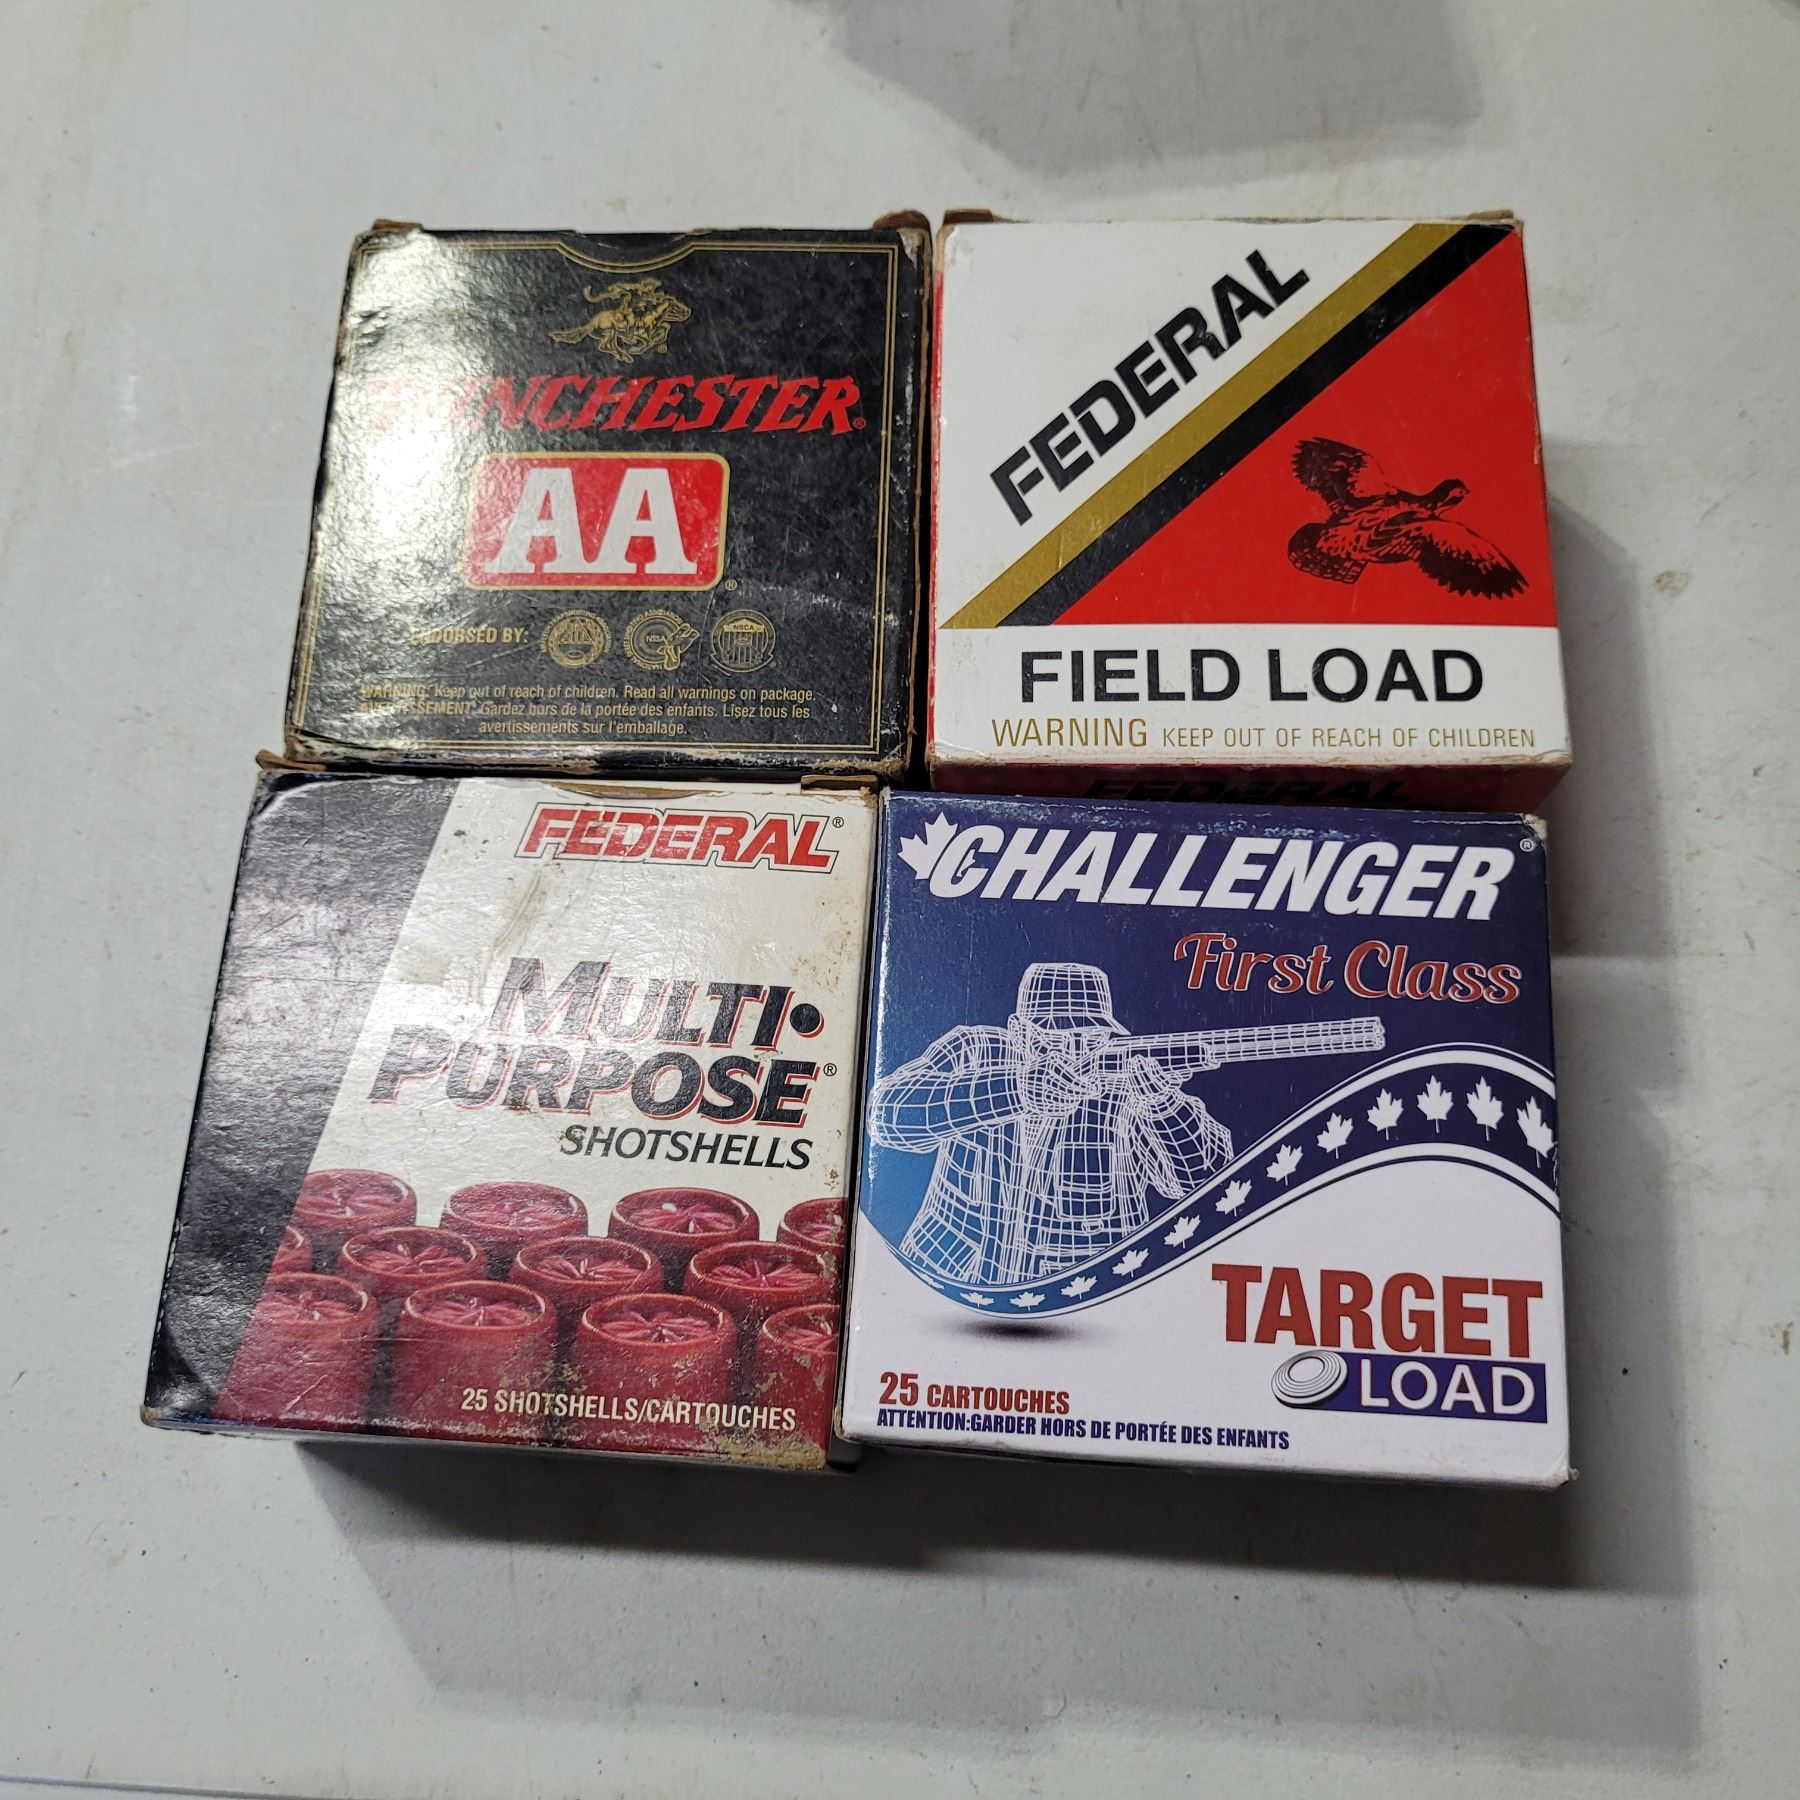 WINCHESTER®
AA®
ENDORSED BY:
NSSA
NSCA
WARNING: Keep out of reach of children. Read all warnings on package.
AVERTISSEMENT: Gardez hors de la portée des enfants. Lisez tous les
avertissements sur l'emballage.
FEDERAL
FIELD LOAD
WARNING KEEP OUT OF REACH OF CHILDREN
FEDERAL
FEDERAL®
MULTI•
PURPOSE®
SHOTSHELLS
25 SHOTSHELLS/CARTOUCHES
CHALLENGER®
First Class
TARGET
LOAD
25 CARTOUCHES
ATTENTION:GARDER HORS DE PORTÉE DES ENFANTS